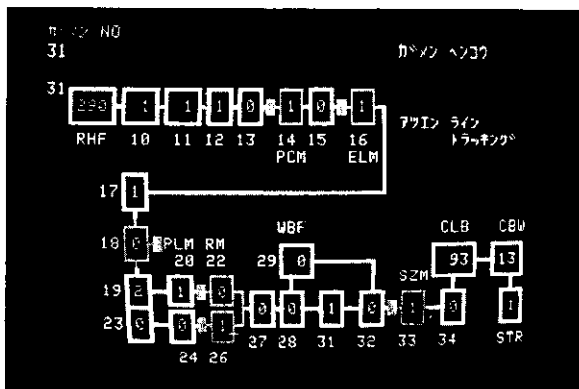 ガメン NO
31
ガメン ヘンコウ
31
290 1 1 1 0 1 0 1
RHF 10 11 12 13 14 15 16
PCM ELM
アツエン ライン
トラッキング
17 1
WBF CLB CBW
18 0 PLM RM
20 22 29 0 93 13
SZM
19 2 1 0
23 0 0 1 0 0 1 0 1 0 1
24 26 27 28 31 32 33 34 STR